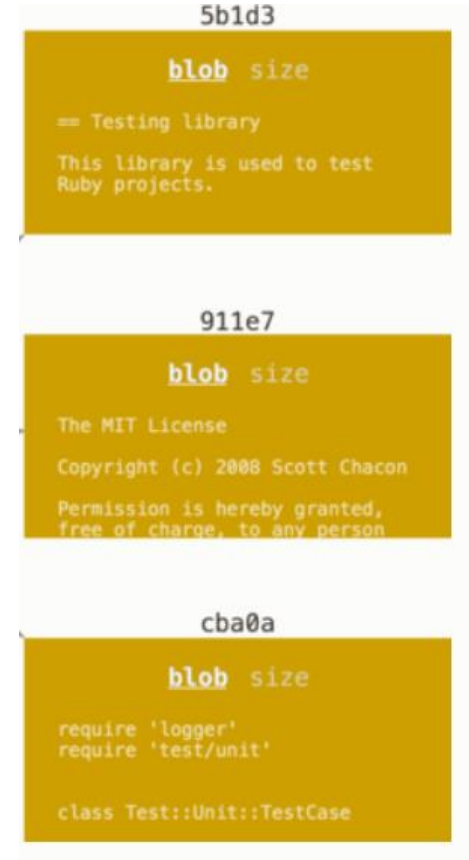 5b1d3
blob size
== Testing library
This library is used to test
Ruby projects.
911e7
blob size
The MIT License
Copyright (c) 2008 Scott Chacon
Permission is hereby granted,
free of charge, to any person
cba0a
blob size
require 'logger'
require 'test/unit'
class Test::Unit::TestCase